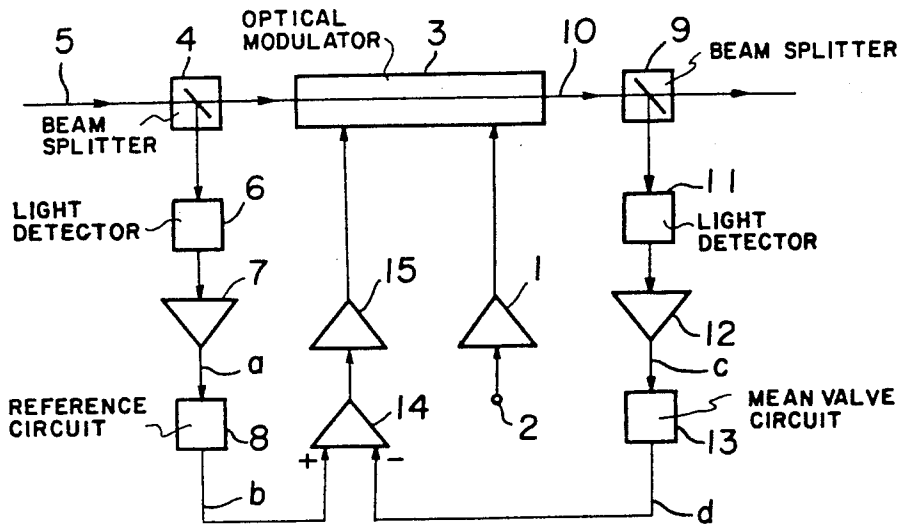 OPTICAL
MODULATOR
3
4
5
BEAM
SPLITTER
10
9
BEAM SPLITTER
6
LIGHT
DETECTOR
11
LIGHT
DETECTOR
7
15
1
12
a
c
REFERENCE
CIRCUIT
8
14
2
MEAN VALVE
CIRCUIT
13
+
-
b
d